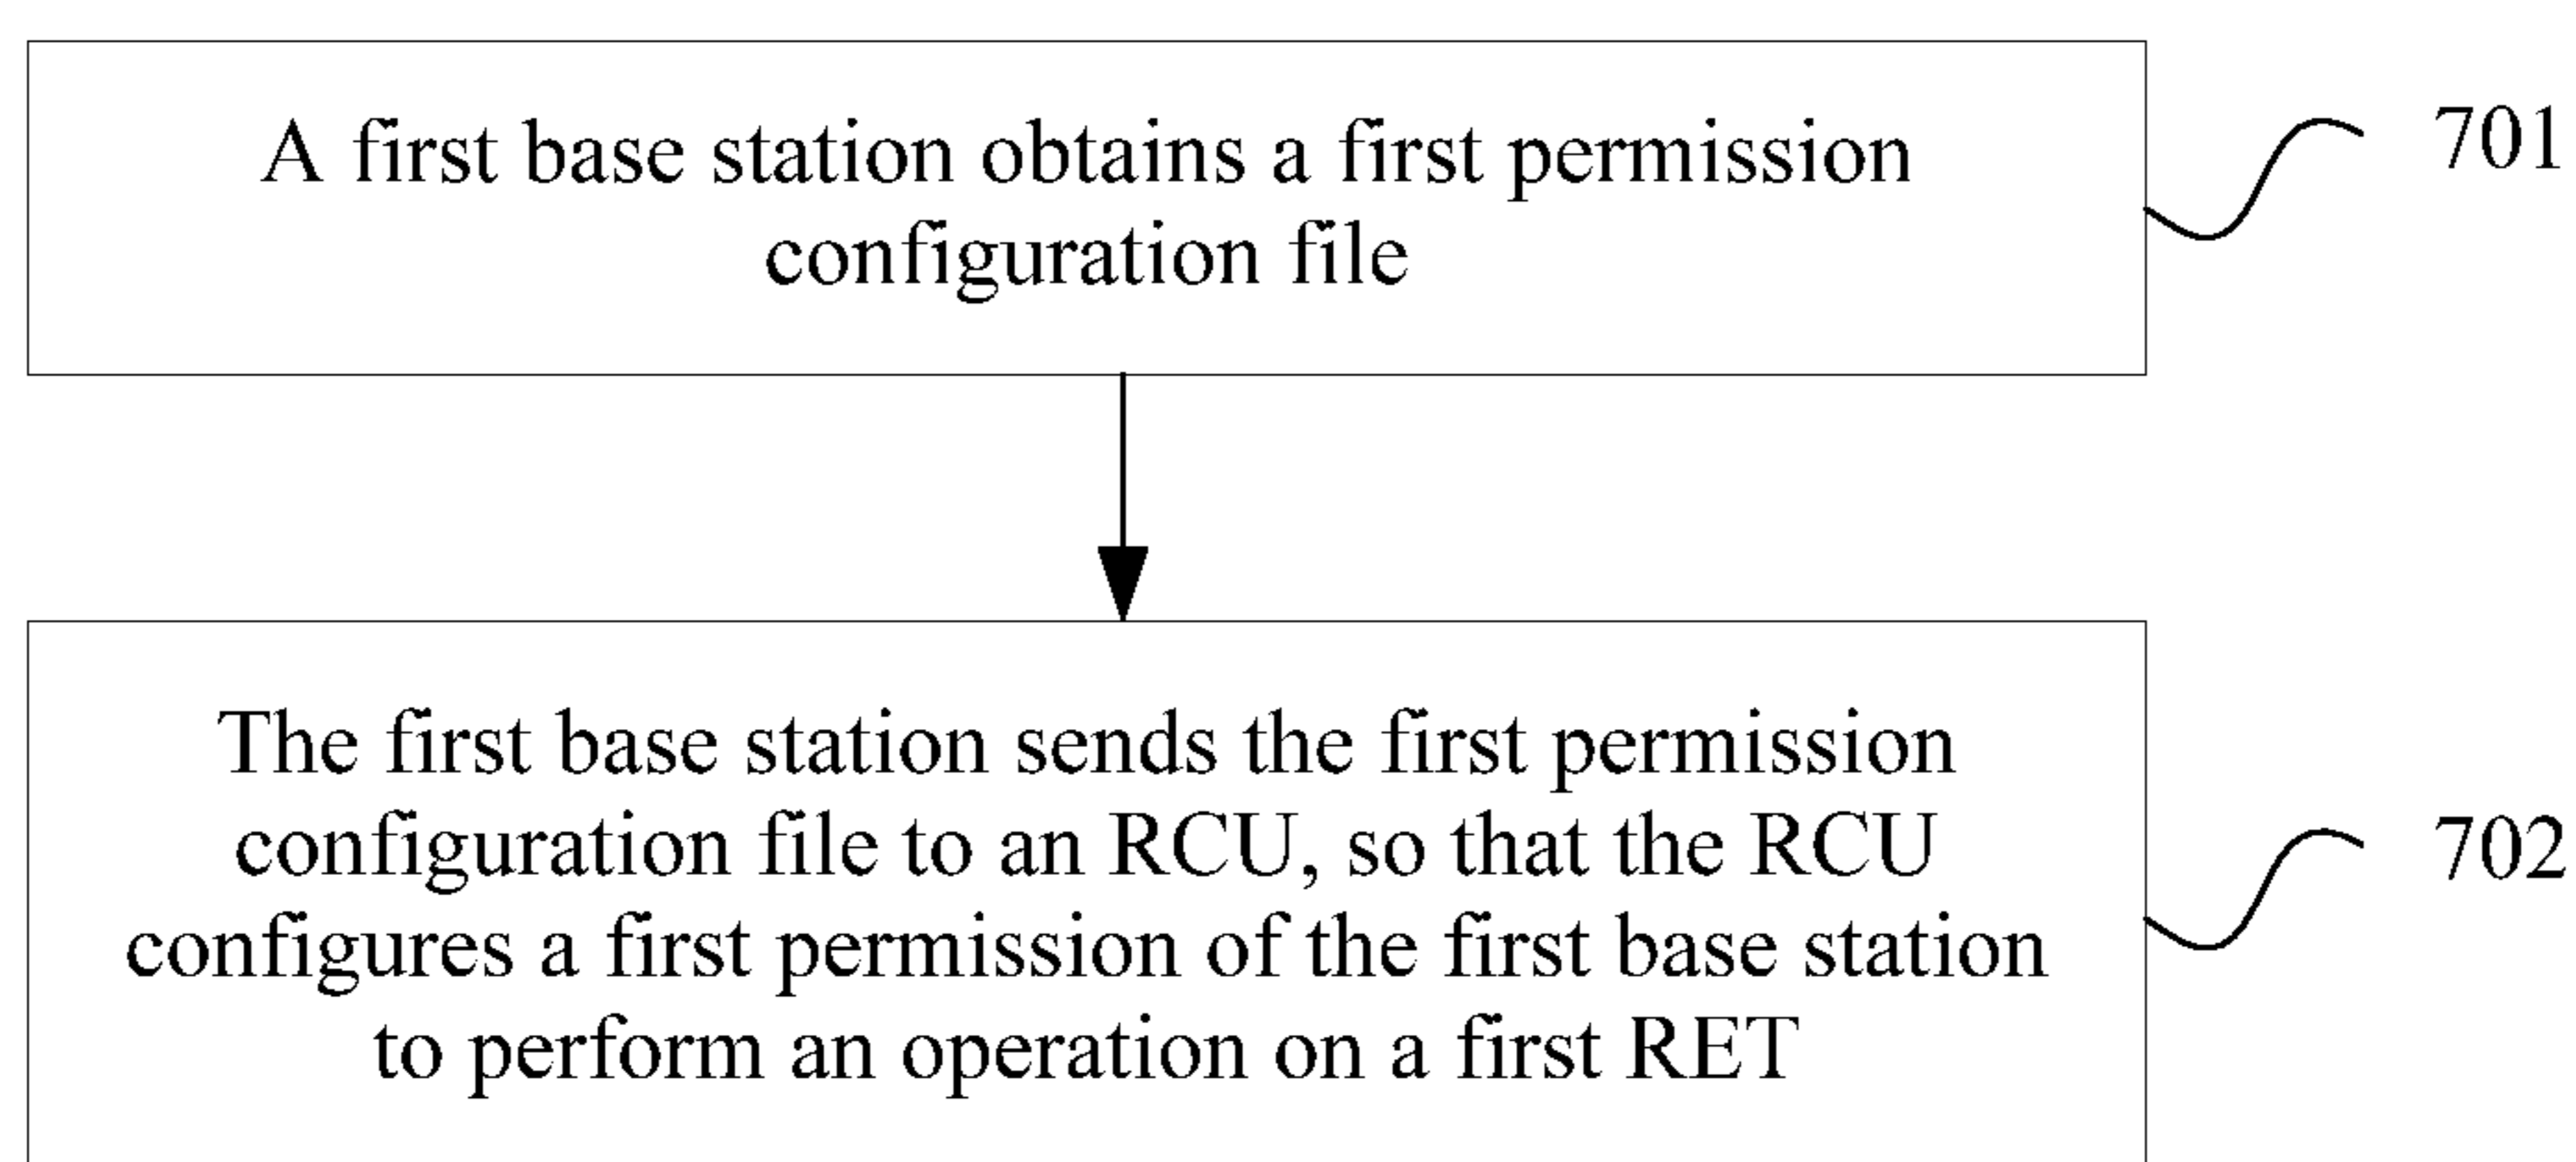 A first base station obtains a first permission
configuration file
701
The first base station sends the first permission
configuration file to an RCU, so that the RCU
configures a first permission of the first base station
to perform an operation on a first RET
702